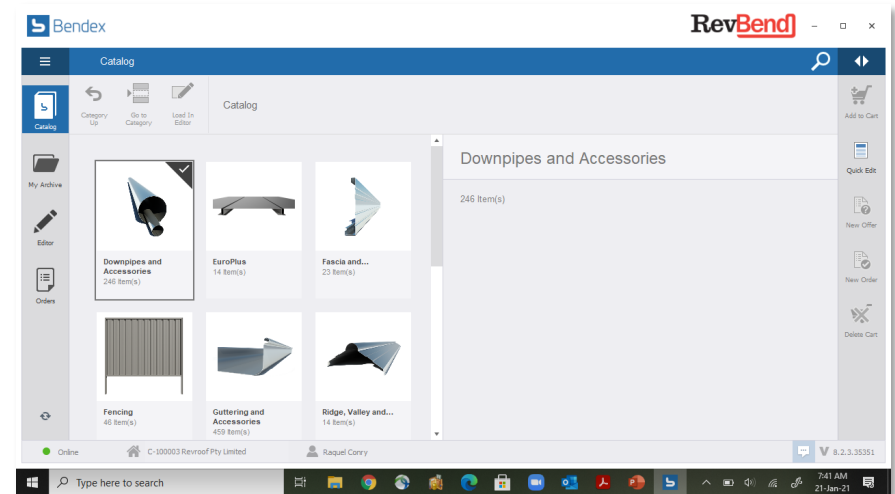 Bendex
RevBend
Catalog
Catalog
Category Up
Go to Category
Load In Editor
Catalog
Add to Cart
My Archive
Quick Edit
Editor
New Offer
Orders
New Order
Delete Cart
Downpipes and Accessories
246 Item(s)
Downpipes and
Accessories
246 Item(s)
EuroPlus
14 Item(s)
Fascia and...
23 Item(s)
Fencing
46 Item(s)
Guttering and
Accessories
459 Item(s)
Ridge, Valley and...
14 Item(s)
Online
C-100003 Revroof Pty Limited
Raquel Conry
V 8.2.3.35351
Type here to search
7:41 AM
21-Jan-21